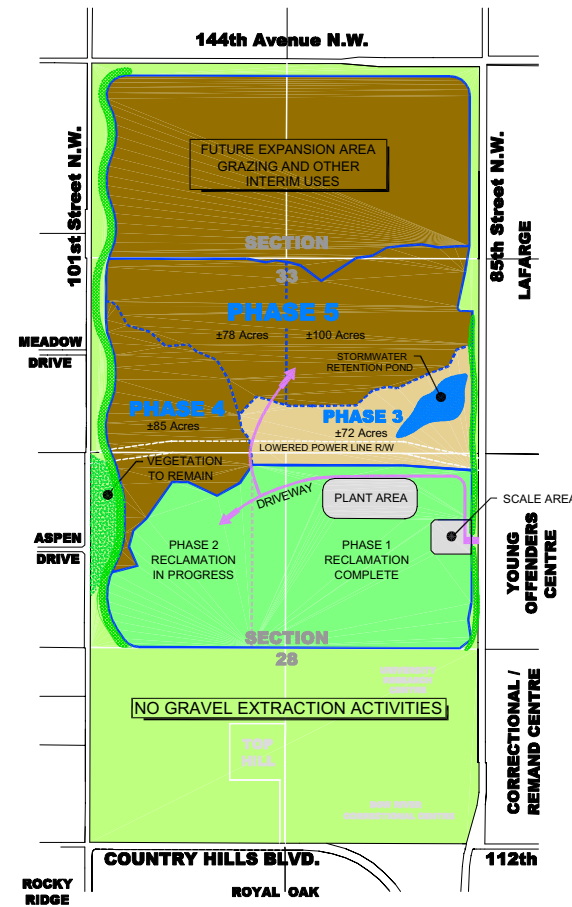 144th Avenue N.W.
101st Street N.W.
85th Street N.W.
LAFARGE
FUTURE EXPANSION AREA
GRAZING AND OTHER
INTERIM USES
SECTION
33
PHASE 5
±78 Acres
±100 Acres
MEADOW
DRIVE
STORMWATER
RETENTION POND
PHASE 4
±85 Acres
PHASE 3
±72 Acres
LOWERED POWER LINE R/W
VEGETATION
TO REMAIN
DRIVEWAY
PLANT AREA
SCALE AREA
ASPEN
DRIVE
PHASE 2
RECLAMATION
IN PROGRESS
PHASE 1
RECLAMATION
COMPLETE
YOUNG
OFFENDERS
CENTRE
SECTION
28
NO GRAVEL EXTRACTION ACTIVITIES
TOP
HILL
CORRECTIONAL /
REMAND CENTRE
COUNTRY HILLS BLVD.
112th
ROCKY
RIDGE
ROYAL OAK